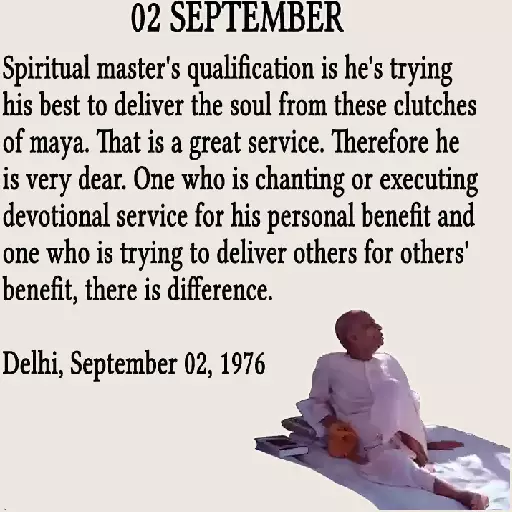 02 SEPTEMBER
Spiritual master's qualification is he's trying
his best to deliver the soul from these clutches
of maya. That is a great service. Therefore he
is very dear. One who is chanting or executing
devotional service for his personal benefit and
one who is trying to deliver others for others'
benefit, there is difference.
Delhi, September 02, 1976